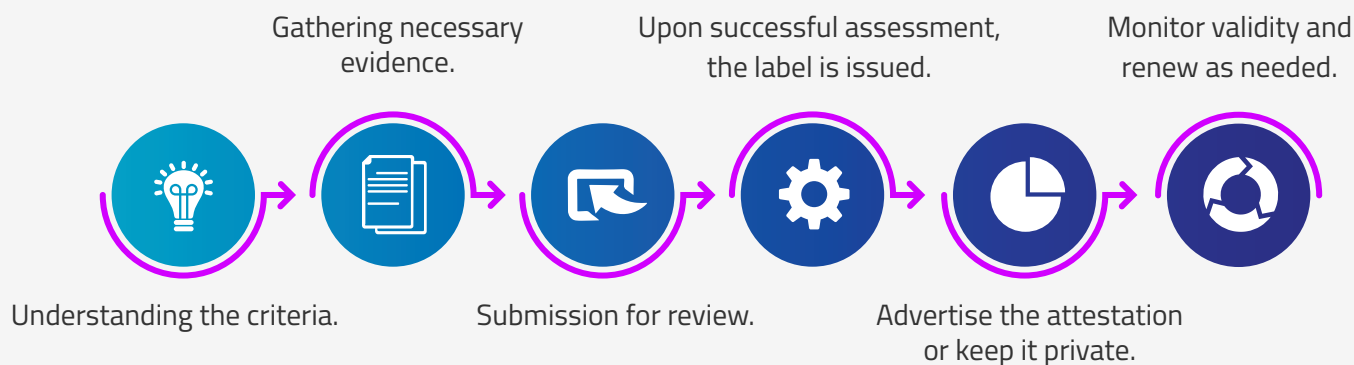 Understanding the criteria.
Gathering necessary
evidence.
Submission for review.
Upon successful assessment,
the label is issued.
Advertise the attestation
or keep it private.
Monitor validity and
renew as needed.